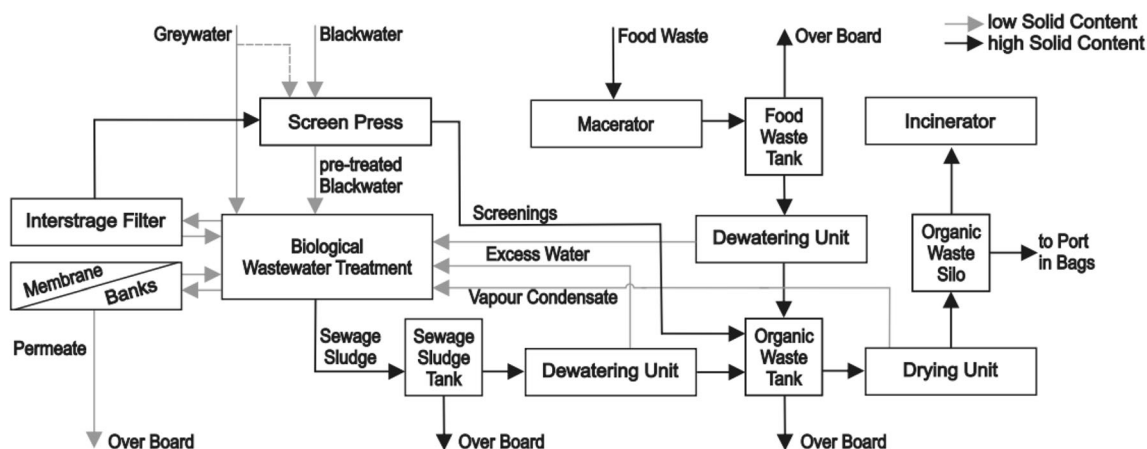 Greywater
Blackwater
Food Waste
Over Board
low Solid Content
high Solid Content
Screen Press
Macerator
Food
Waste
Tank
Incinerator
pre-treated
Blackwater
Interstrage Filter
Screenings
Biological
Wastewater Treatment
Dewatering Unit
Organic
Waste
Silo
to Port
in Bags
Excess Water
Membrane
Banks
Vapour Condensate
Permeate
Sewage
Sludge
Sewage
Sludge
Tank
Dewatering Unit
Organic
Waste
Tank
Drying Unit
Over Board
Over Board
Over Board